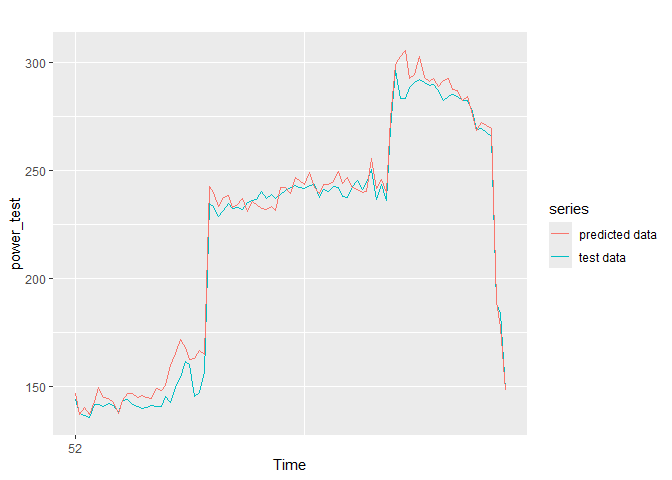 300
250
200
150
power_test
52
Time
series
predicted data
test data